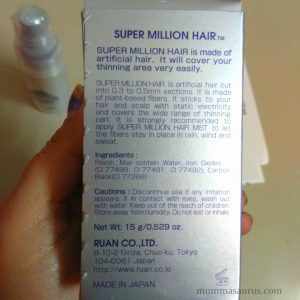 SUPER MILLION HAIR™
SUPER MILLION HAIR is made of
artificial hair. It will cover your
thinning area very easily.
SUPER MILLION HAIR is artificial hair cut
into 0.3 to 0.5mm sections. It is made
of plant-based fibers. It sticks to your
hair and scalp with static electricity
and covers the wide range of thinning
part. It is strongly recommended to
apply SUPER MILLION HAIR MIST to let
the fibers stay in place in rain, wind and
sweat.
Ingredients :
Rayon, May contain Water, Iron Oxides
(CI 77499, CI 77491, CI 77492), Carbon
Black(CI 77266)
Cautions : Discontinue use if any irritation
appears. If in contact with eyes, wash out
with water. Keep out of the reach of children.
Store away from humidity. Do not eat or inhale.
Net Wt: 15 g/0.529 oz.
RUAN CO.,LTD.
8-10-2 Ginza, Chuo-ku, Tokyo
104-0061 Japan
http://www.ruan.co.jp
MADE IN JAPAN
mummasaurus.com